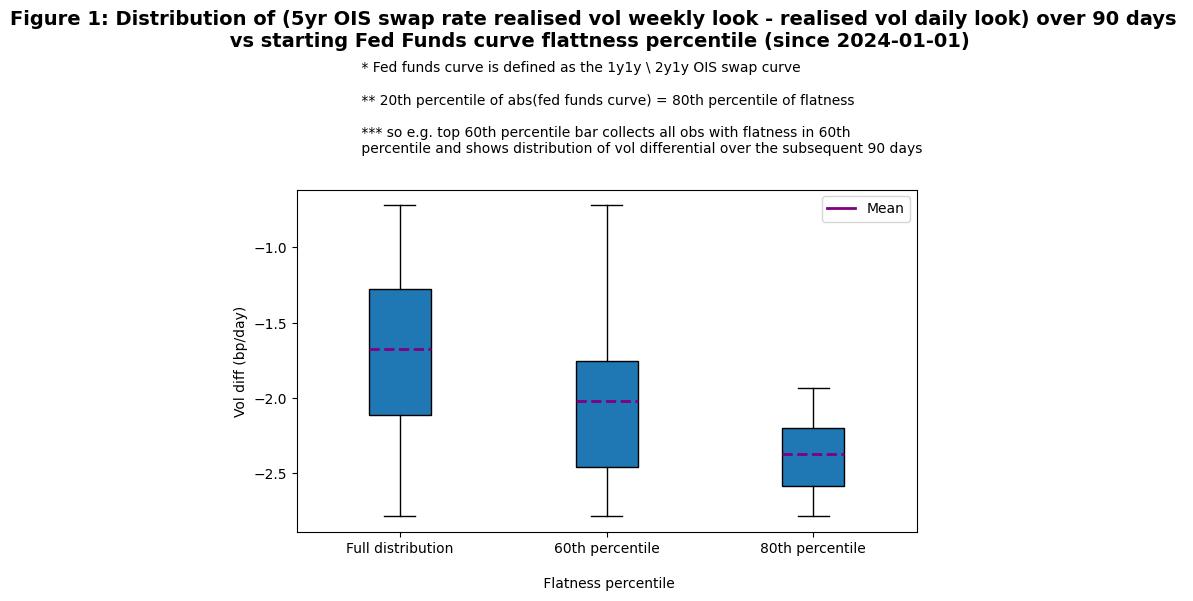 Figure 1: Distribution of (5yr OIS swap rate realised vol weekly look - realised vol daily look) over 90 days
vs starting Fed Funds curve flattness percentile (since 2024-01-01)
* Fed funds curve is defined as the 1y1y \ 2y1y OIS swap curve
** 20th percentile of abs(fed funds curve) = 80th percentile of flatness
*** so e.g. top 60th percentile bar collects all obs with flatness in 60th
percentile and shows distribution of vol differential over the subsequent 90 days
Mean
Vol diff (bp/day)
−1.0
−1.5
−2.0
−2.5
Full distribution
60th percentile
80th percentile
Flatness percentile